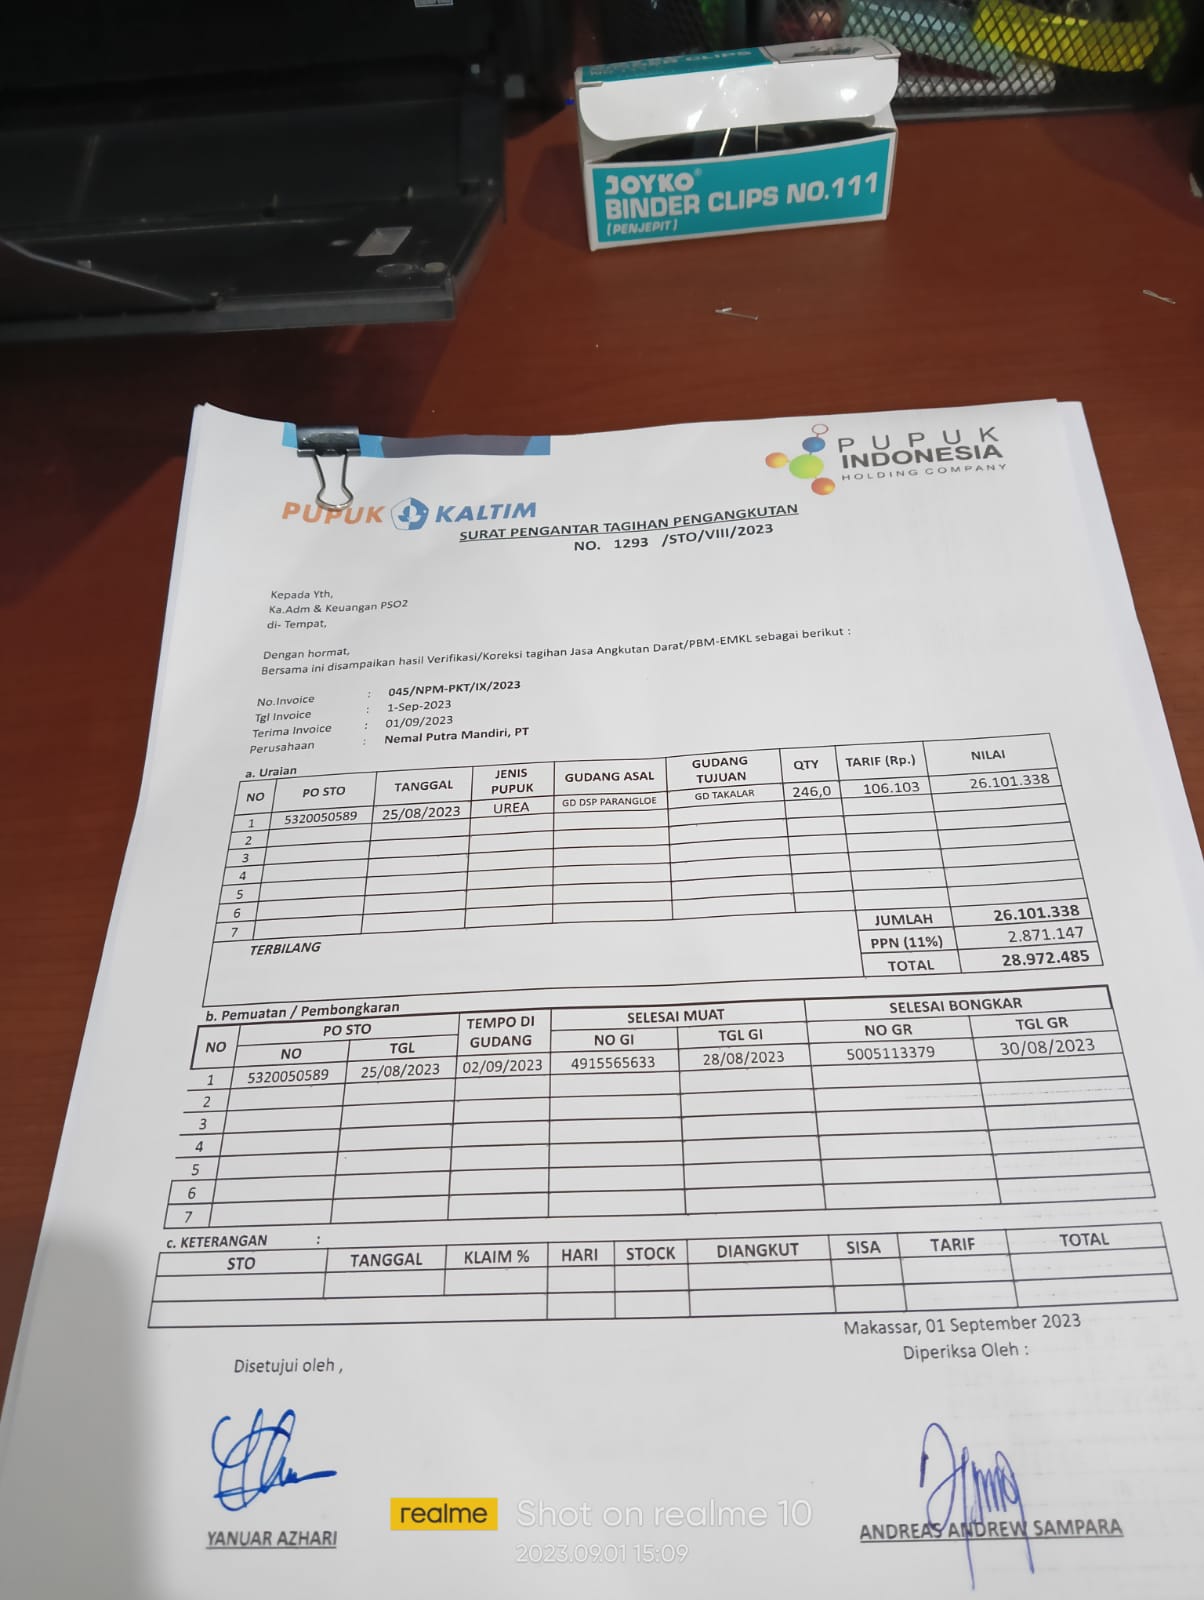 JOYKO®
BINDER CLIPS NO.111
[PENJEPIT]
PUPUK KALTIM
PUPUK
INDONESIA
HOLDING COMPANY
SURAT PENGANTAR TAGIHAN PENGANGKUTAN
NO. 1293 /STO/VIII/2023
Kepada Yth,
Ka.Adm & Keuangan PSO2
di- Tempat,
Dengan hormat,
Bersama ini disampaikan hasil Verifikasi/Koreksi tagihan Jasa Angkutan Darat/PBM-EMKL sebagai berikut :
No.Invoice : 045/NPM-PKT/IX/2023
Tgl Invoice : 1-Sep-2023
Terima Invoice : 01/09/2023
Perusahaan : Nemal Putra Mandiri, PT
a. Uraian
NO PO STO TANGGAL JENIS PUPUK GUDANG ASAL GUDANG TUJUAN QTY TARIF (Rp.) NILAI
1 5320050589 25/08/2023 UREA GD DSP PARANGLOE GD TAKALAR 246,0 106.103 26.101.338
2
3
4
5
6
7
JUMLAH 26.101.338
TERBILANG PPN (11%) 2.871.147
TOTAL 28.972.485
b. Pemuatan / Pembongkaran
NO PO STO TEMPO DI GUDANG SELESAI MUAT SELESAI BONGKAR
NO TGL NO GI TGL GI NO GR TGL GR
1 5320050589 25/08/2023 02/09/2023 4915565633 28/08/2023 5005113379 30/08/2023
2
3
4
5
6
7
c. KETERANGAN :
STO TANGGAL KLAIM % HARI STOCK DIANGKUT SISA TARIF TOTAL
Makassar, 01 September 2023
Disetujui oleh , Diperiksa Oleh :
YANUAR AZHARI ANDREAS ANDREW SAMPARA
realme Shot on realme 10
2023.09.01 15:09